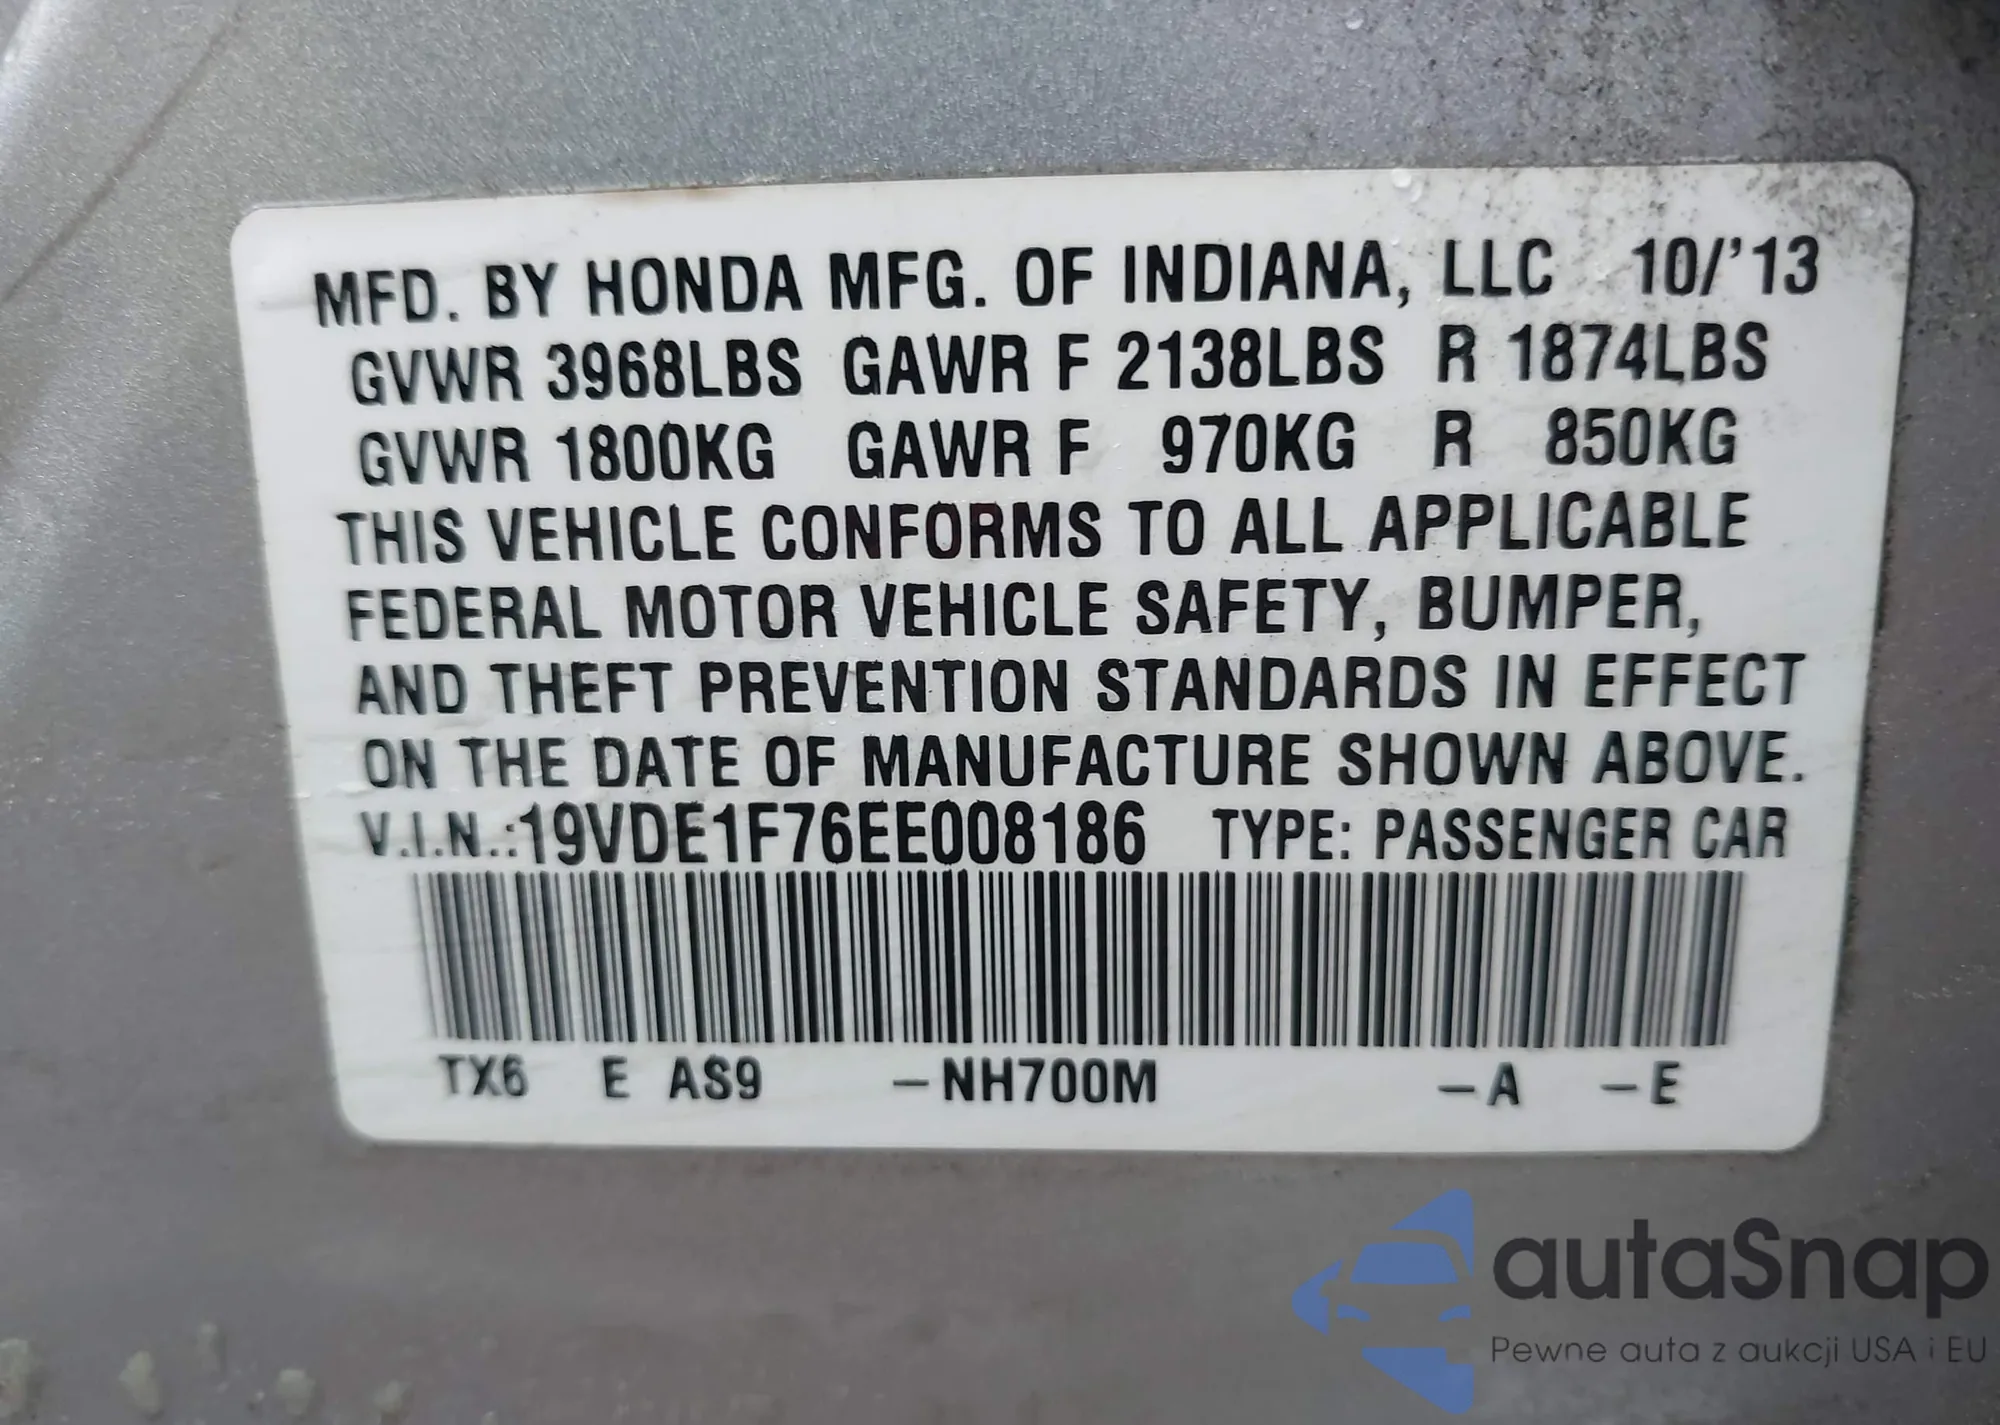 MFD. BY HONDA MFG. OF INDIANA, LLC 10/'13
GVWR 3968LBS GAWR F 2138LBS R 1874LBS
GVWR 1800KG GAWR F 970KG R 850KG
THIS VEHICLE CONFORMS TO ALL APPLICABLE
FEDERAL MOTOR VEHICLE SAFETY, BUMPER,
AND THEFT PREVENTION STANDARDS IN EFFECT
ON THE DATE OF MANUFACTURE SHOWN ABOVE.
V.I.N.:19VDE1F76EE008186 TYPE: PASSENGER CAR
TX6 E AS9 –NH700M –A –E
autaSnap
Pewne auta z aukcji USA i EU